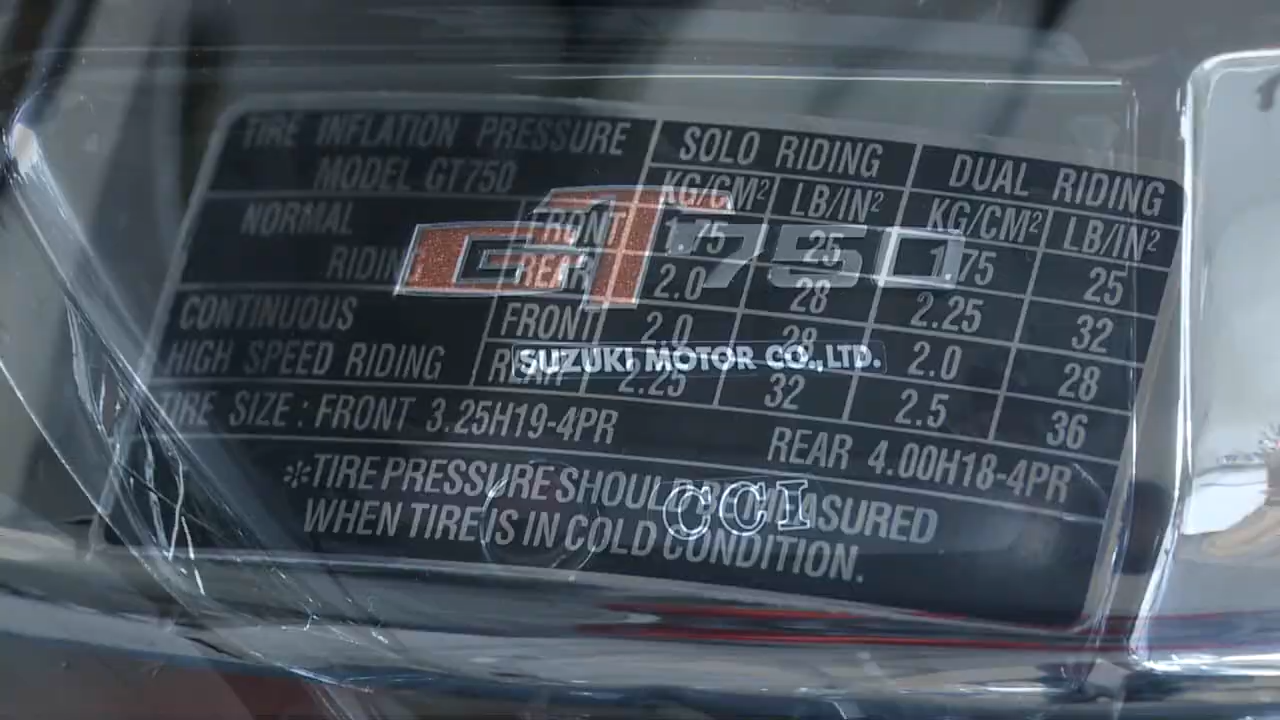 TIRE INFLATION PRESSURE SOLO RIDING DUAL RIDING
MODEL GT750 KG/CM² LB/IN² KG/CM² LB/IN²
NORMAL RIDING FRONT 1.75 25 1.75 25
REAR 2.0 28 2.25 32
CONTINUOUS HIGH SPEED RIDING FRONT 2.0 28 2.0 28
REAR 2.25 32 2.5 36
TIRE SIZE : FRONT 3.25H19-4PR REAR 4.00H18-4PR
*TIRE PRESSURE SHOULD BE MEASURED
WHEN TIRE IS IN COLD CONDITION.
GT750
SUZUKI MOTOR CO.,LTD.
CCI